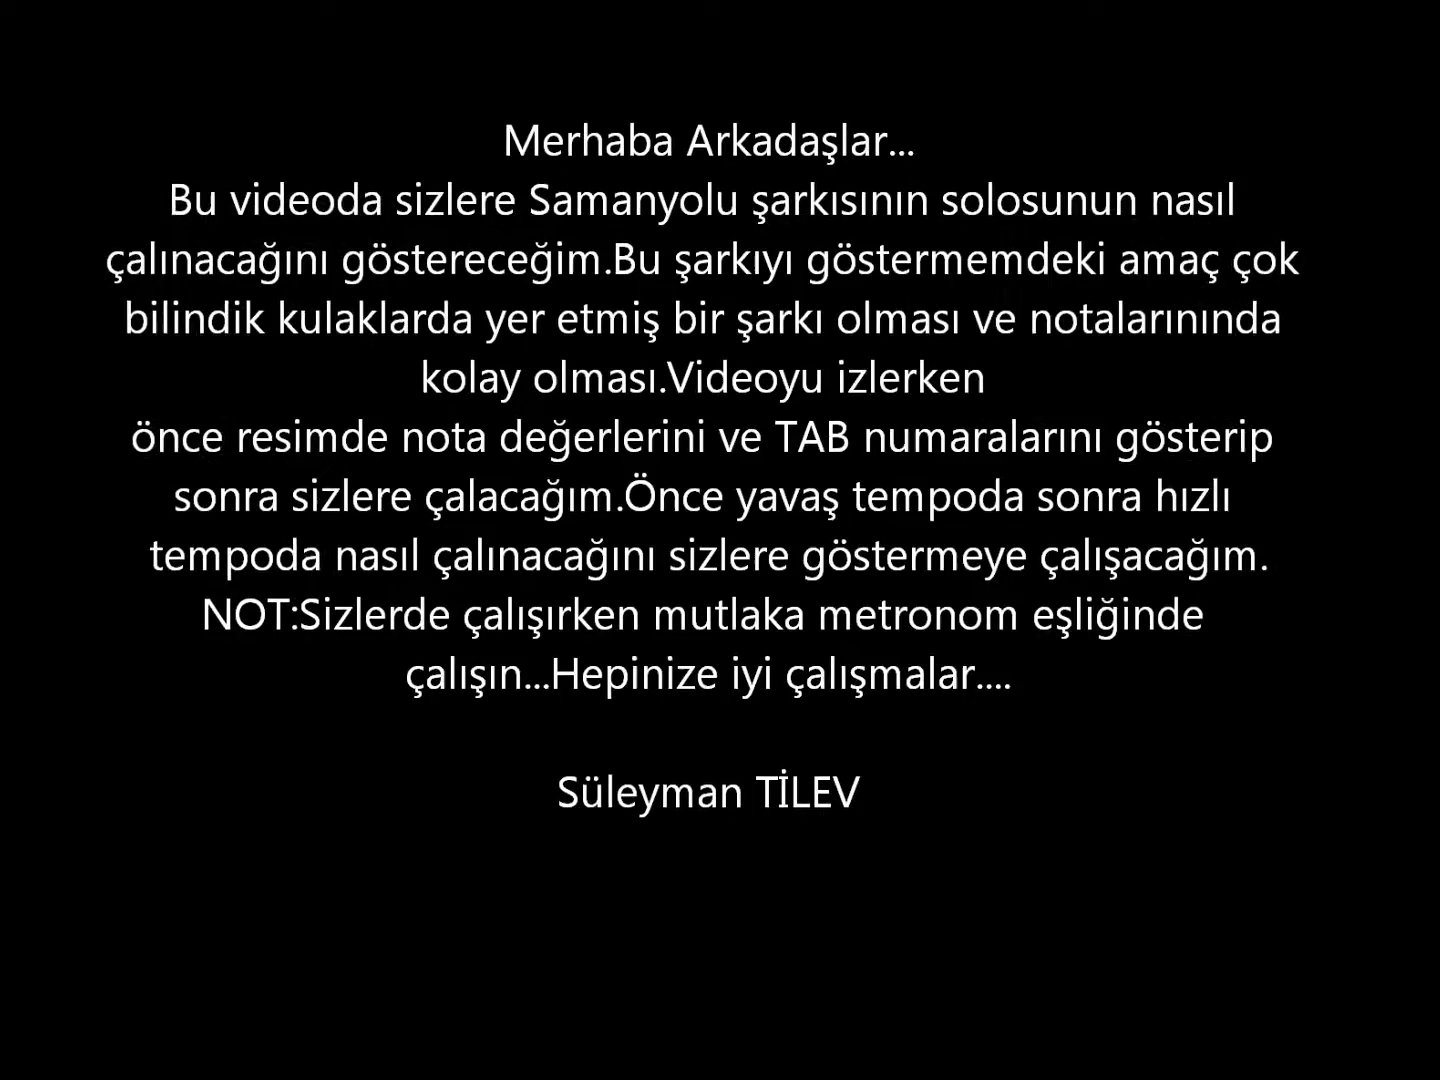 Merhaba Arkadaşlar...
Bu videoda sizlere Samanyolu şarkısının solosunun nasıl
çalınacağını göstereceğim.Bu şarkıyı göstermemdeki amaç çok
bilindik kulaklarda yer etmiş bir şarkı olması ve notalarınında
kolay olması.Videoyu izlerken
önce resimde nota değerlerini ve TAB numaralarını gösterip
sonra sizlere çalacağım.Önce yavaş tempoda sonra hızlı
tempoda nasıl çalınacağını sizlere göstermeye çalışacağım.
NOT:Sizlerde çalışırken mutlaka metronom eşliğinde
çalışın...Hepinize iyi çalışmalar....
Süleyman TİLEV